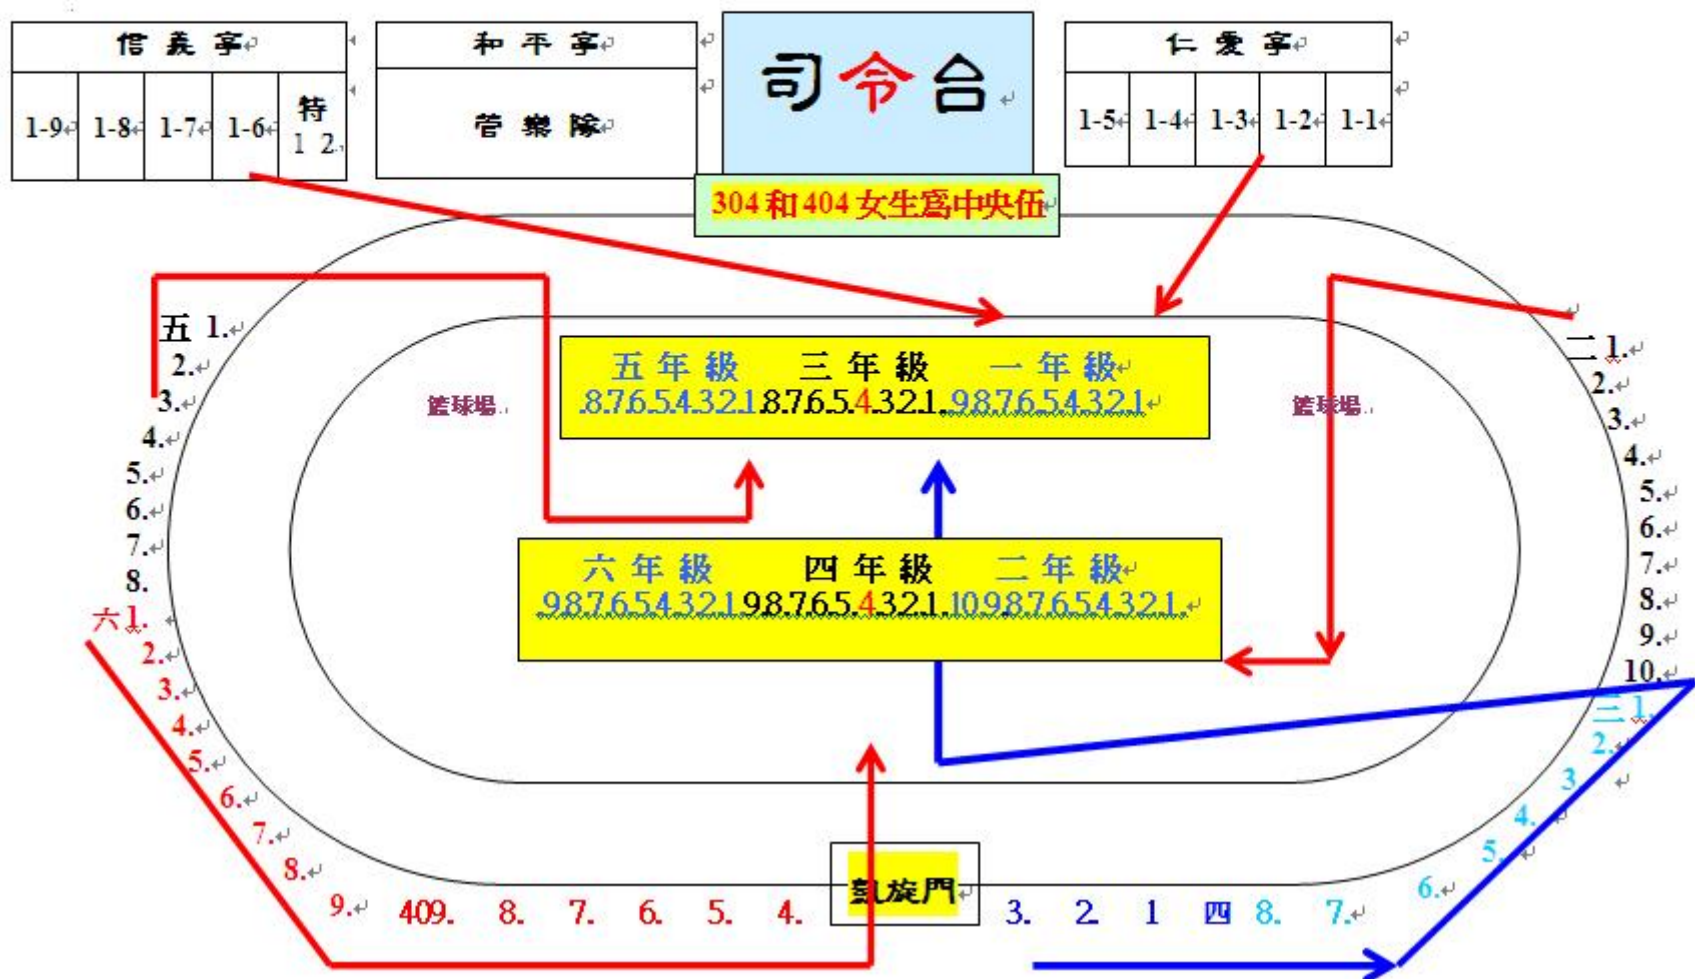 信義亭
1-9 1-8 1-7 1-6 特 1 2
和平亭
管樂隊
司令台
仁愛亭
1-5 1-4 1-3 1-2 1-1
304和404女生為中央伍
五 1.
2.
3.
4.
5.
6.
7.
8.
六1.
2.
3.
4.
5.
6.
7.
8.
9.
籃球場
五年級 三年級 一年級
.8.7.6.5.4.3.2.1.8.7.6.5.4.3.2.1..9.8.7.6.5.4.3.2.1
籃球場
六年級 四年級 二年級
.9.8.7.6.5.4.3.2.1.9.8.7.6.5.4.3.2.1.10.9.8.7.6.5.4.3.2.1.
二1.
2.
3.
4.
5.
6.
7.
8.
9.
10.
三1.
2.
3
4.
5.
6.
409. 8. 7. 6. 5. 4.
凱旋門
3. 2. 1 四 8. 7.